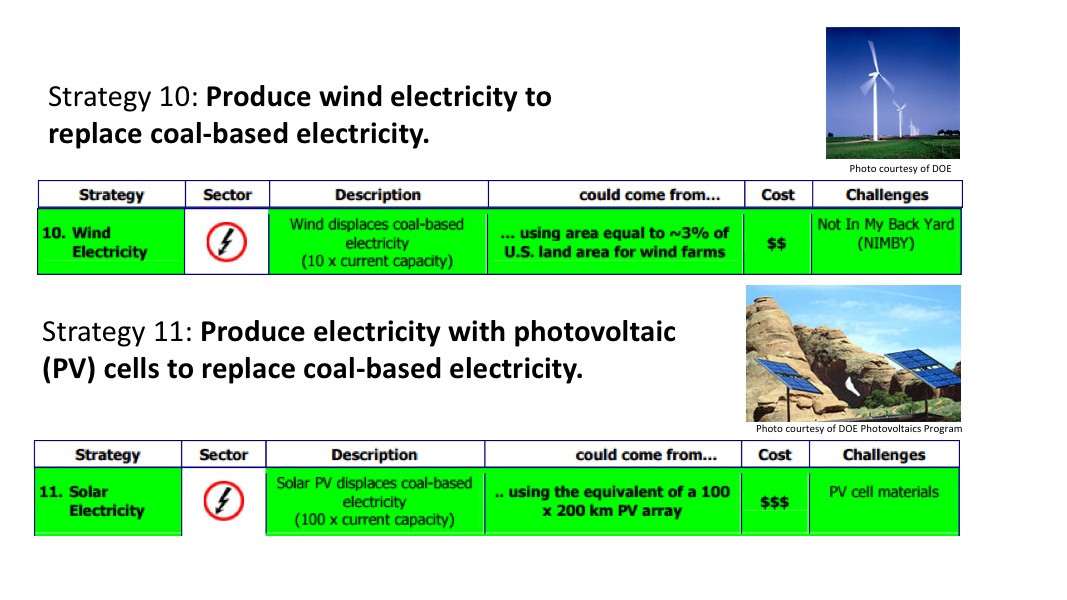 Strategy 10: Produce wind electricity to
replace coal-based electricity.
Photo courtesy of DOE
Strategy Sector Description could come from... Cost Challenges
10. Wind
Electricity
Wind displaces coal-based
electricity
(10 x current capacity)
... using area equal to ~3% of
U.S. land area for wind farms
$$
Not In My Back Yard
(NIMBY)
Strategy 11: Produce electricity with photovoltaic
(PV) cells to replace coal-based electricity.
Photo courtesy of DOE Photovoltaics Program
Strategy Sector Description could come from... Cost Challenges
11. Solar
Electricity
Solar PV displaces coal-based
electricity
(100 x current capacity)
.. using the equivalent of a 100
x 200 km PV array
$$$
PV cell materials